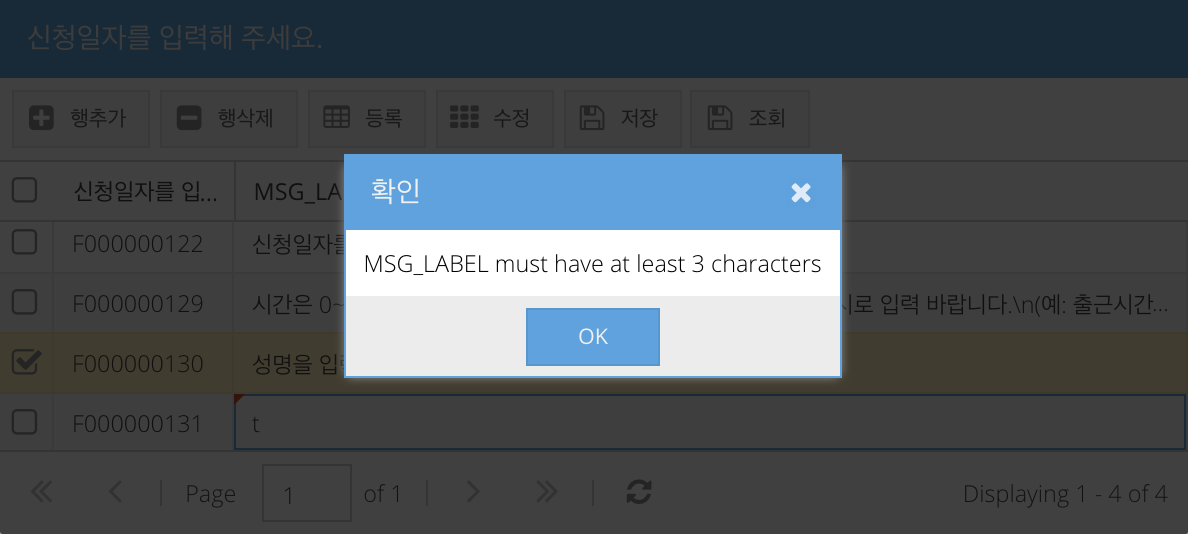 신청일자를 입력해 주세요.
행추가 행삭제 등록 수정 저장 조회
신청일자를 입... MSG_LA
F000000122 신청일자를
F000000129 시간은 0~ 로 입력 바랍니다.\n(예: 출근시간...
F000000130 성명을 입
F000000131 t
확인
MSG_LABEL must have at least 3 characters
OK
Page 1 of 1 Displaying 1 - 4 of 4